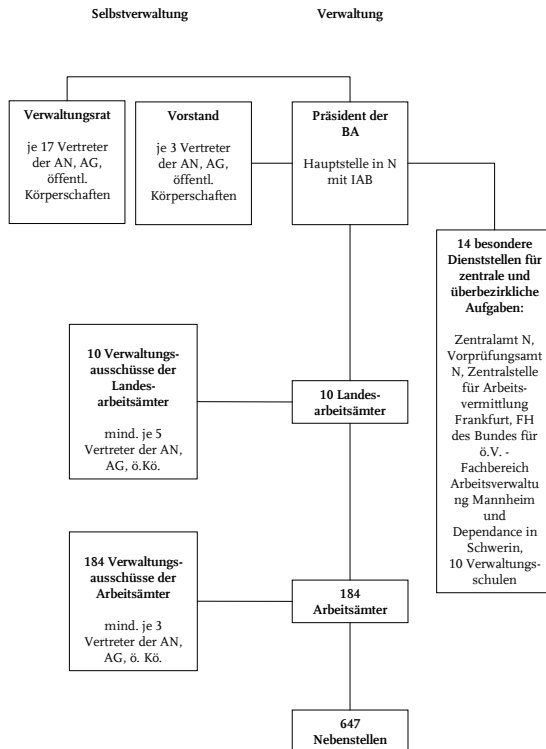 Selbstverwaltung
Verwaltung
Verwaltungsrat
je 17 Vertreter
der AN, AG,
öffentl.
Körperschaften
Vorstand
je 3 Vertreter
der AN, AG,
öffentl.
Körperschaften
Präsident der
BA
Hauptstelle in N
mit IAB
14 besondere
Dienststellen für
zentrale und
überbezirkliche
Aufgaben:
Zentralamt N,
Vorprüfungsamt
N, Zentralstelle
für Arbeits-
vermittlung
Frankfurt, FH
des Bundes für
ö.V. -
Fachbereich
Arbeitsverwaltu
ng Mannheim
und
Dependance in
Schwerin,
10 Verwaltungs-
schulen
10 Verwaltungs-
ausschüsse der
Landes-
arbeitsämter
mind. je 5
Vertreter der AN,
AG, ö.Kö.
10 Landes-
arbeitsämter
184 Verwaltungs-
ausschüsse der
Arbeitsämter
mind. je 3
Vertreter der AN,
AG, ö. Kö.
184
Arbeitsämter
647
Nebenstellen